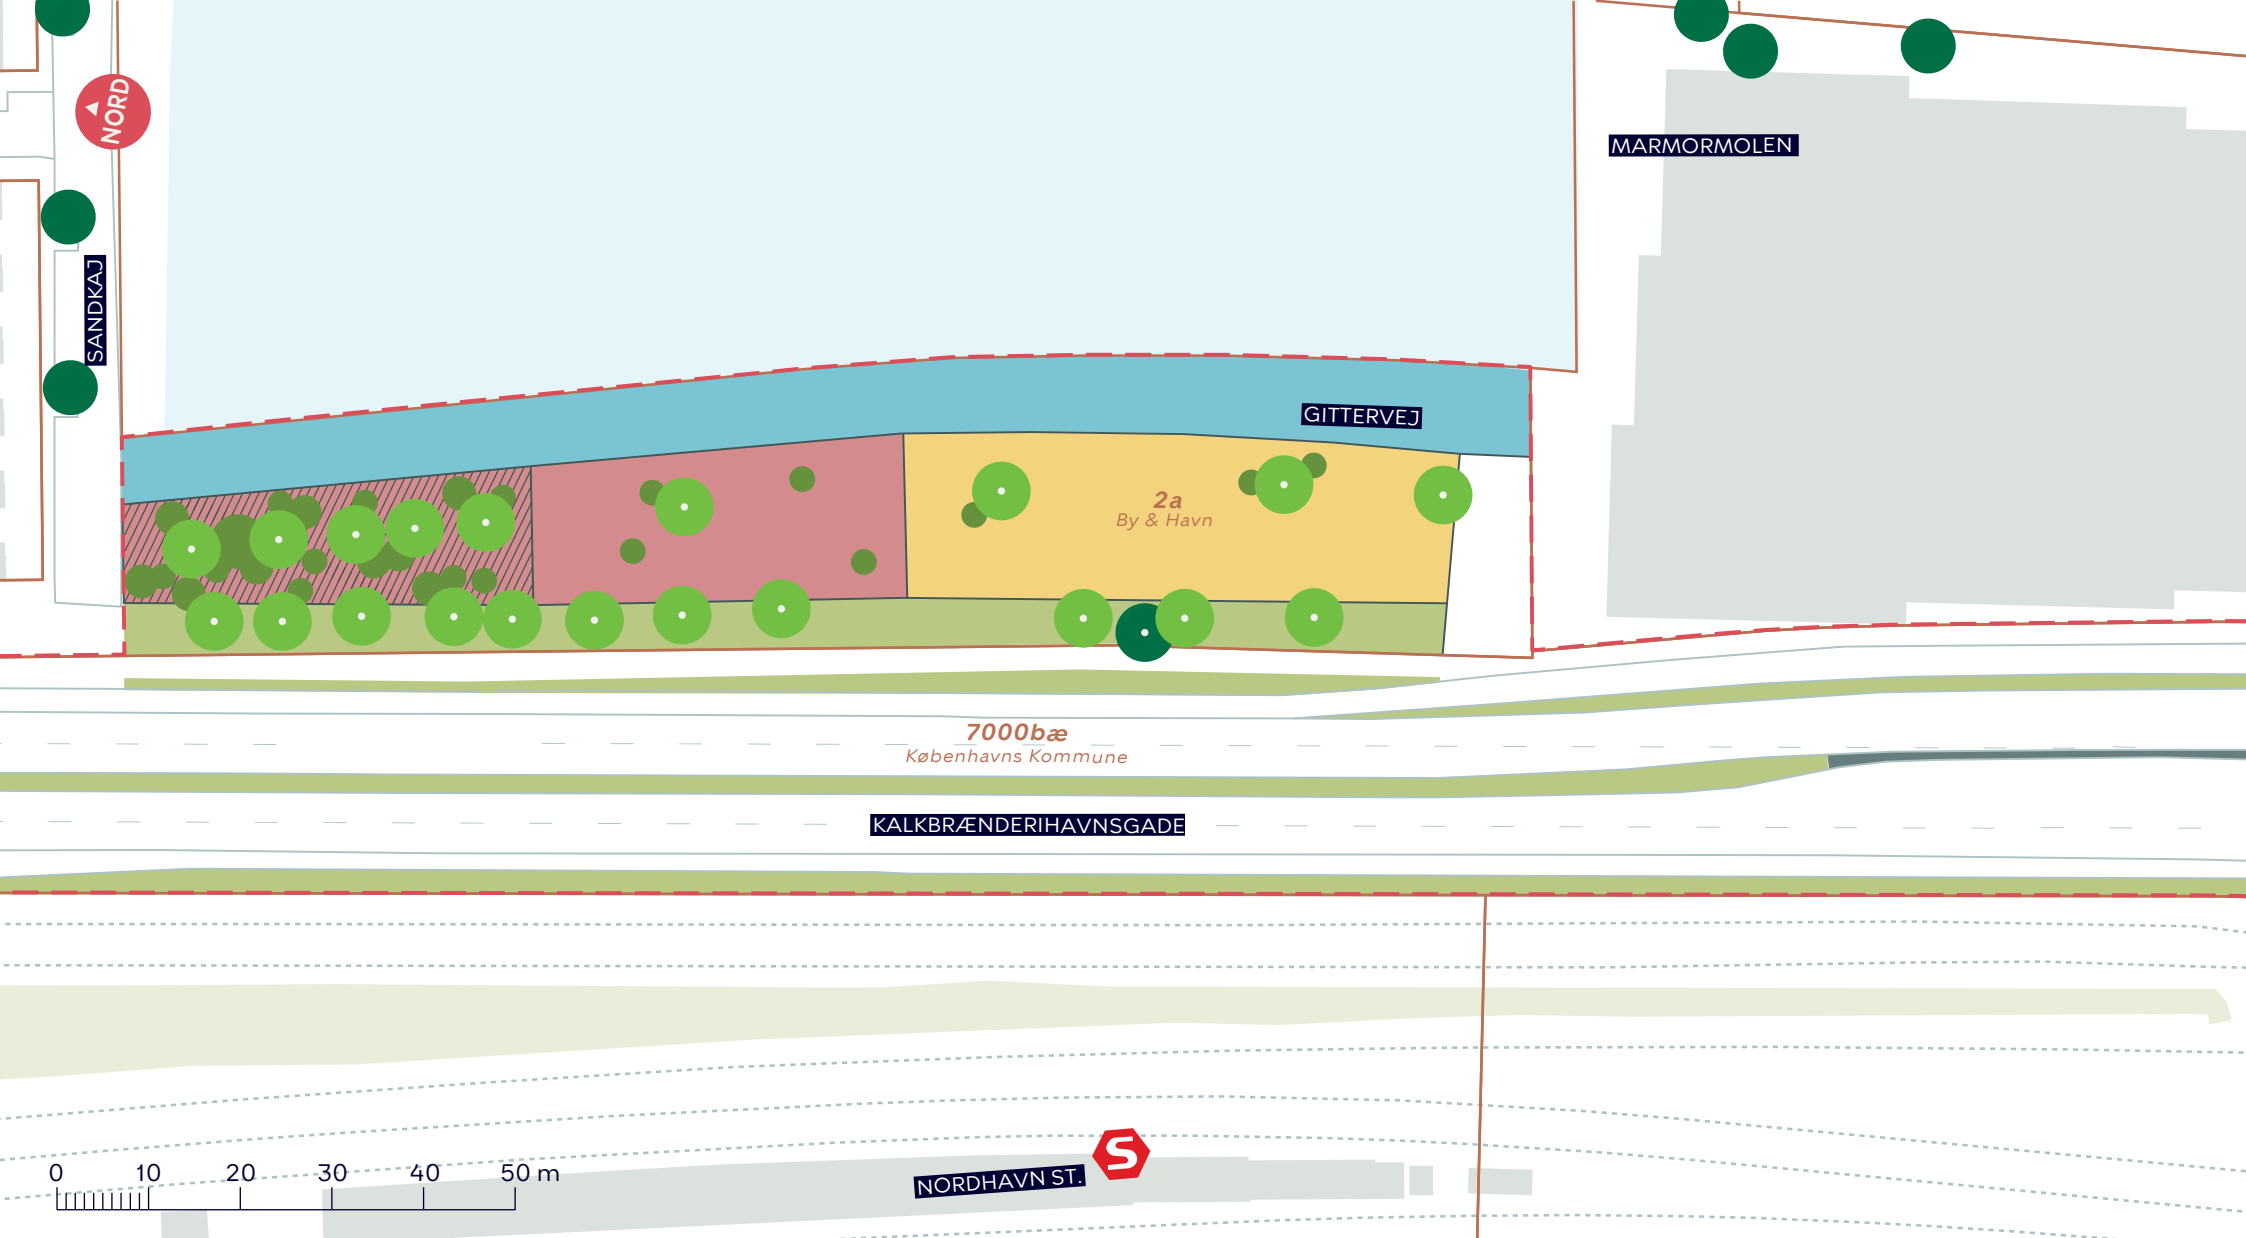 NORD
MARMORMOLEN
SANDKAJ
GITTERVEJ
2a
By & Havn
7000bæ
Københavns Kommune
KALKBRÆNDERIHAVNSGADE
S
NORDHAVN ST.
0 10 20 30 40 50 m